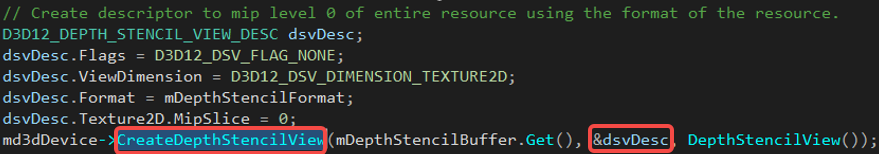 // Create descriptor to mip level 0 of entire resource using the format of the resource.
D3D12_DEPTH_STENCIL_VIEW_DESC dsvDesc;
dsvDesc.Flags = D3D12_DSV_FLAG_NONE;
dsvDesc.ViewDimension = D3D12_DSV_DIMENSION_TEXTURE2D;
dsvDesc.Format = mDepthStencilFormat;
dsvDesc.Texture2D.MipSlice = 0;
md3dDevice->CreateDepthStencilView(mDepthStencilBuffer.Get(), &dsvDesc, DepthStencilView());